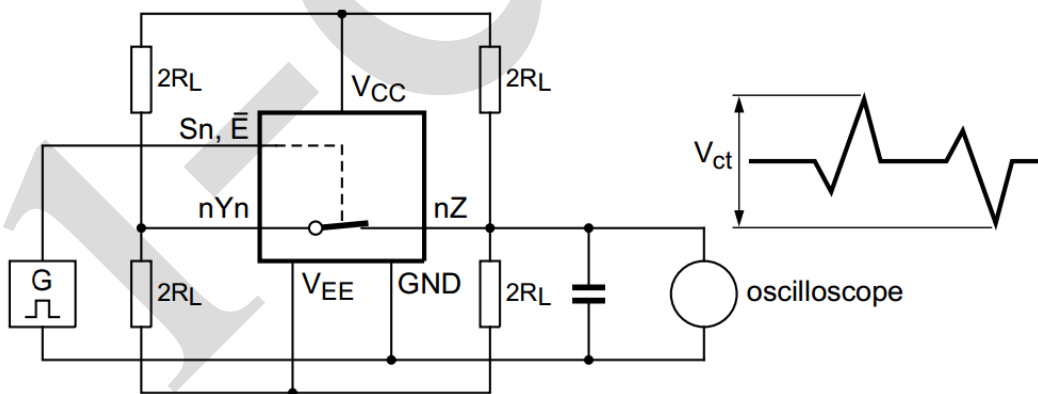 2RL
2RL
VCC
Sn, E̅
Vct
nYn
nZ
G
2RL
VEE
GND
2RL
oscilloscope